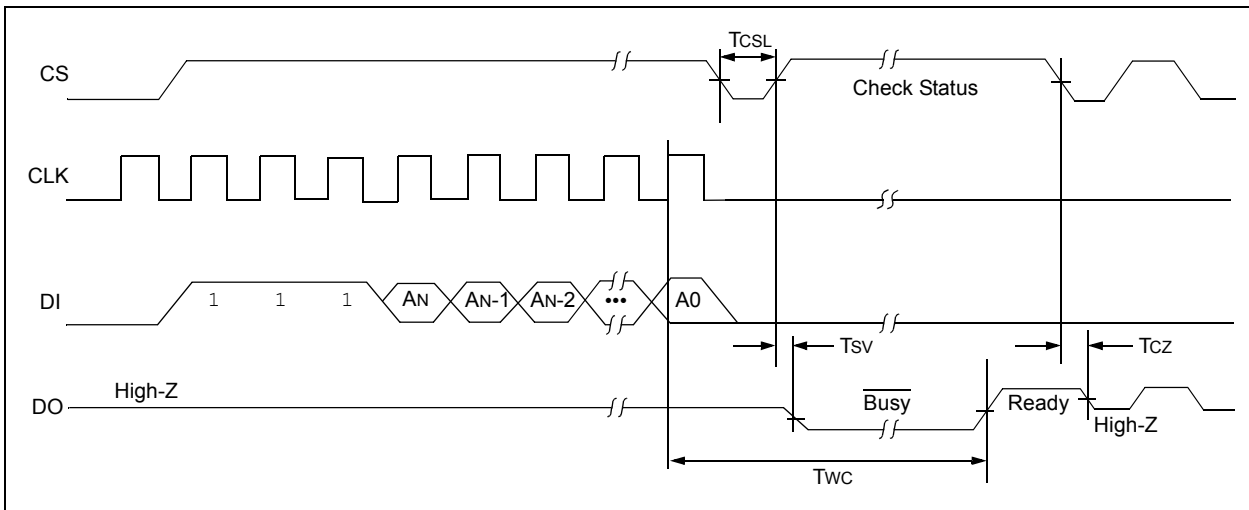 TCSL
CS
Check Status
CLK
DI
1 1 1 AN AN-1 AN-2 ••• A0
TSV
TCZ
High-Z
DO
Busy
Ready
High-Z
TWC